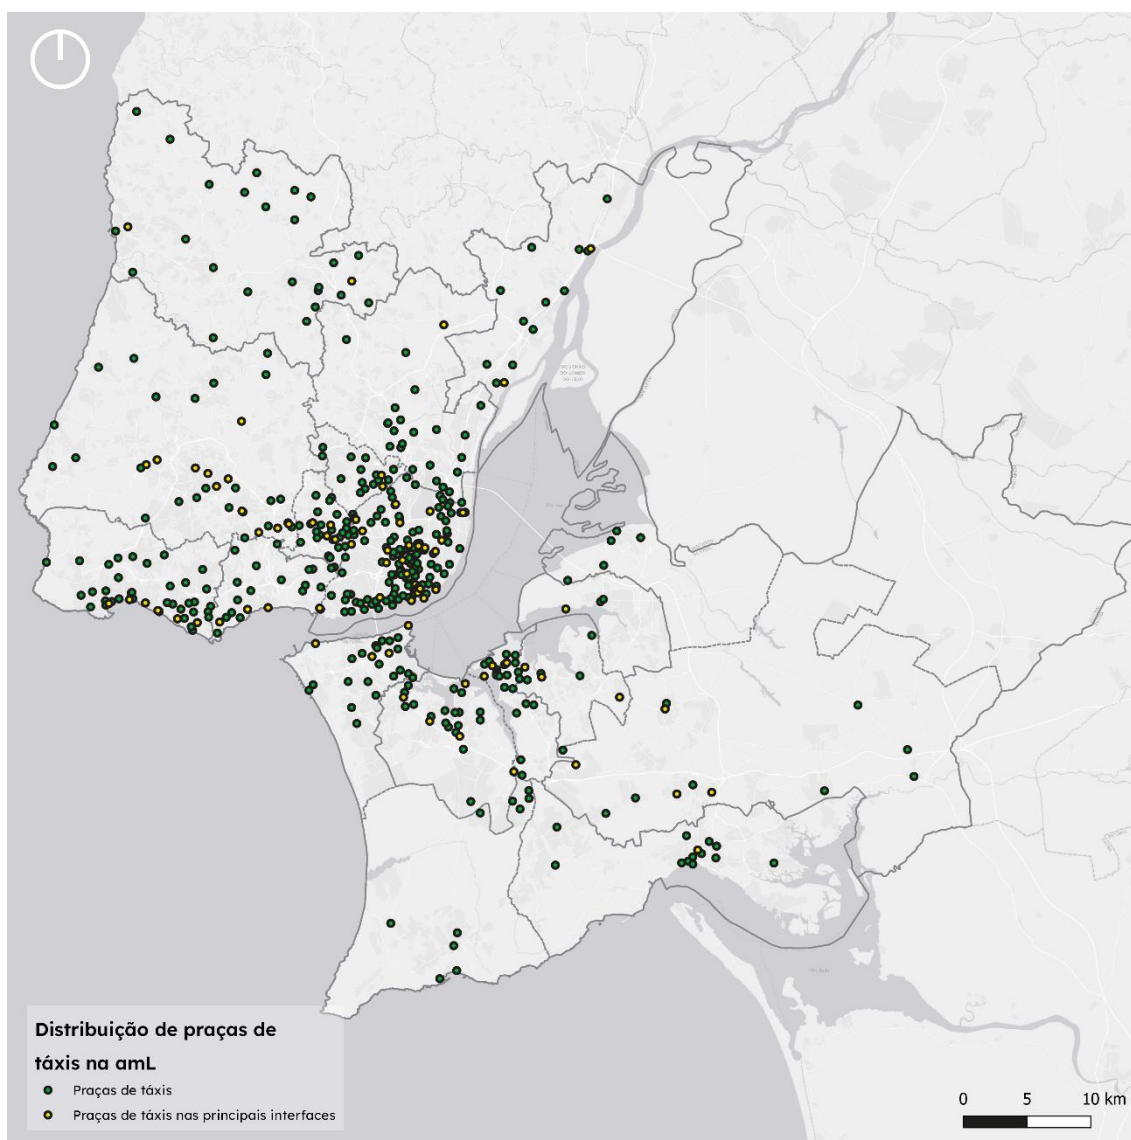 Distribuição de praças de
táxis na amL
Praças de táxis
Praças de táxis nas principais interfaces
0 5 10 km